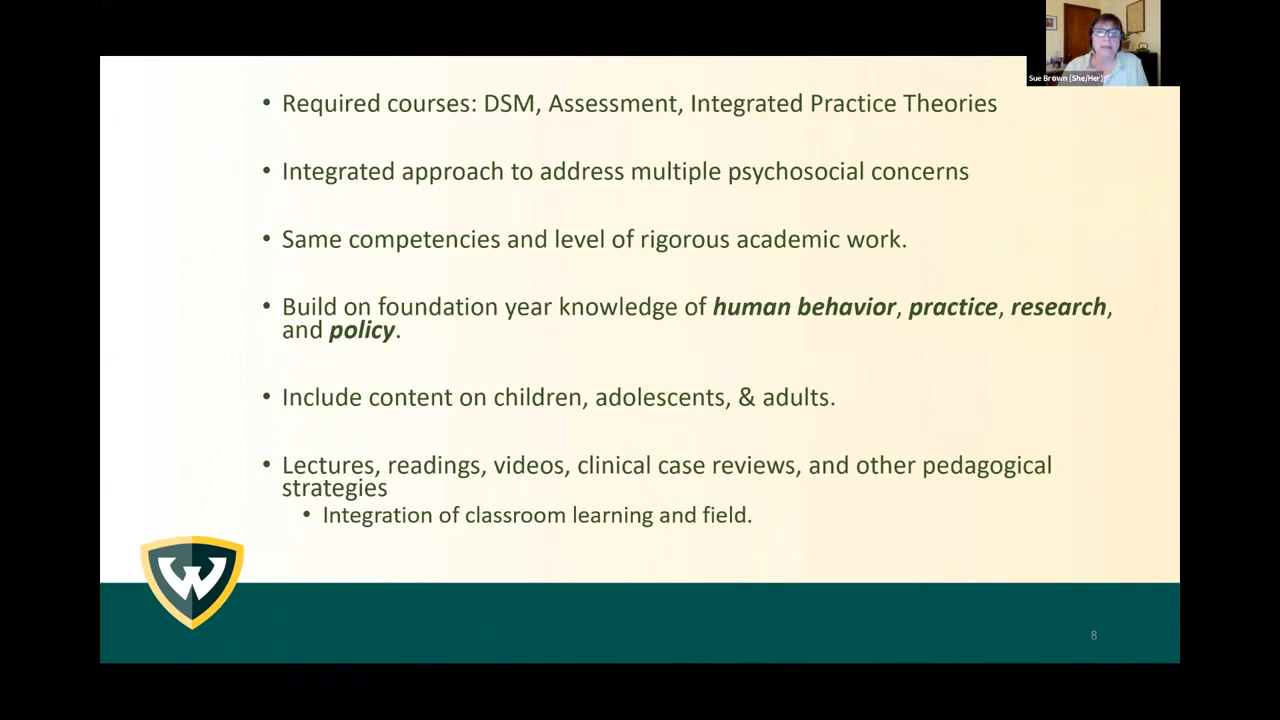 Sue Brown (She/Her)
• Required courses: DSM, Assessment, Integrated Practice Theories
• Integrated approach to address multiple psychosocial concerns
• Same competencies and level of rigorous academic work.
• Build on foundation year knowledge of human behavior, practice, research,
and policy.
• Include content on children, adolescents, & adults.
• Lectures, readings, videos, clinical case reviews, and other pedagogical
strategies
• Integration of classroom learning and field.
W
8